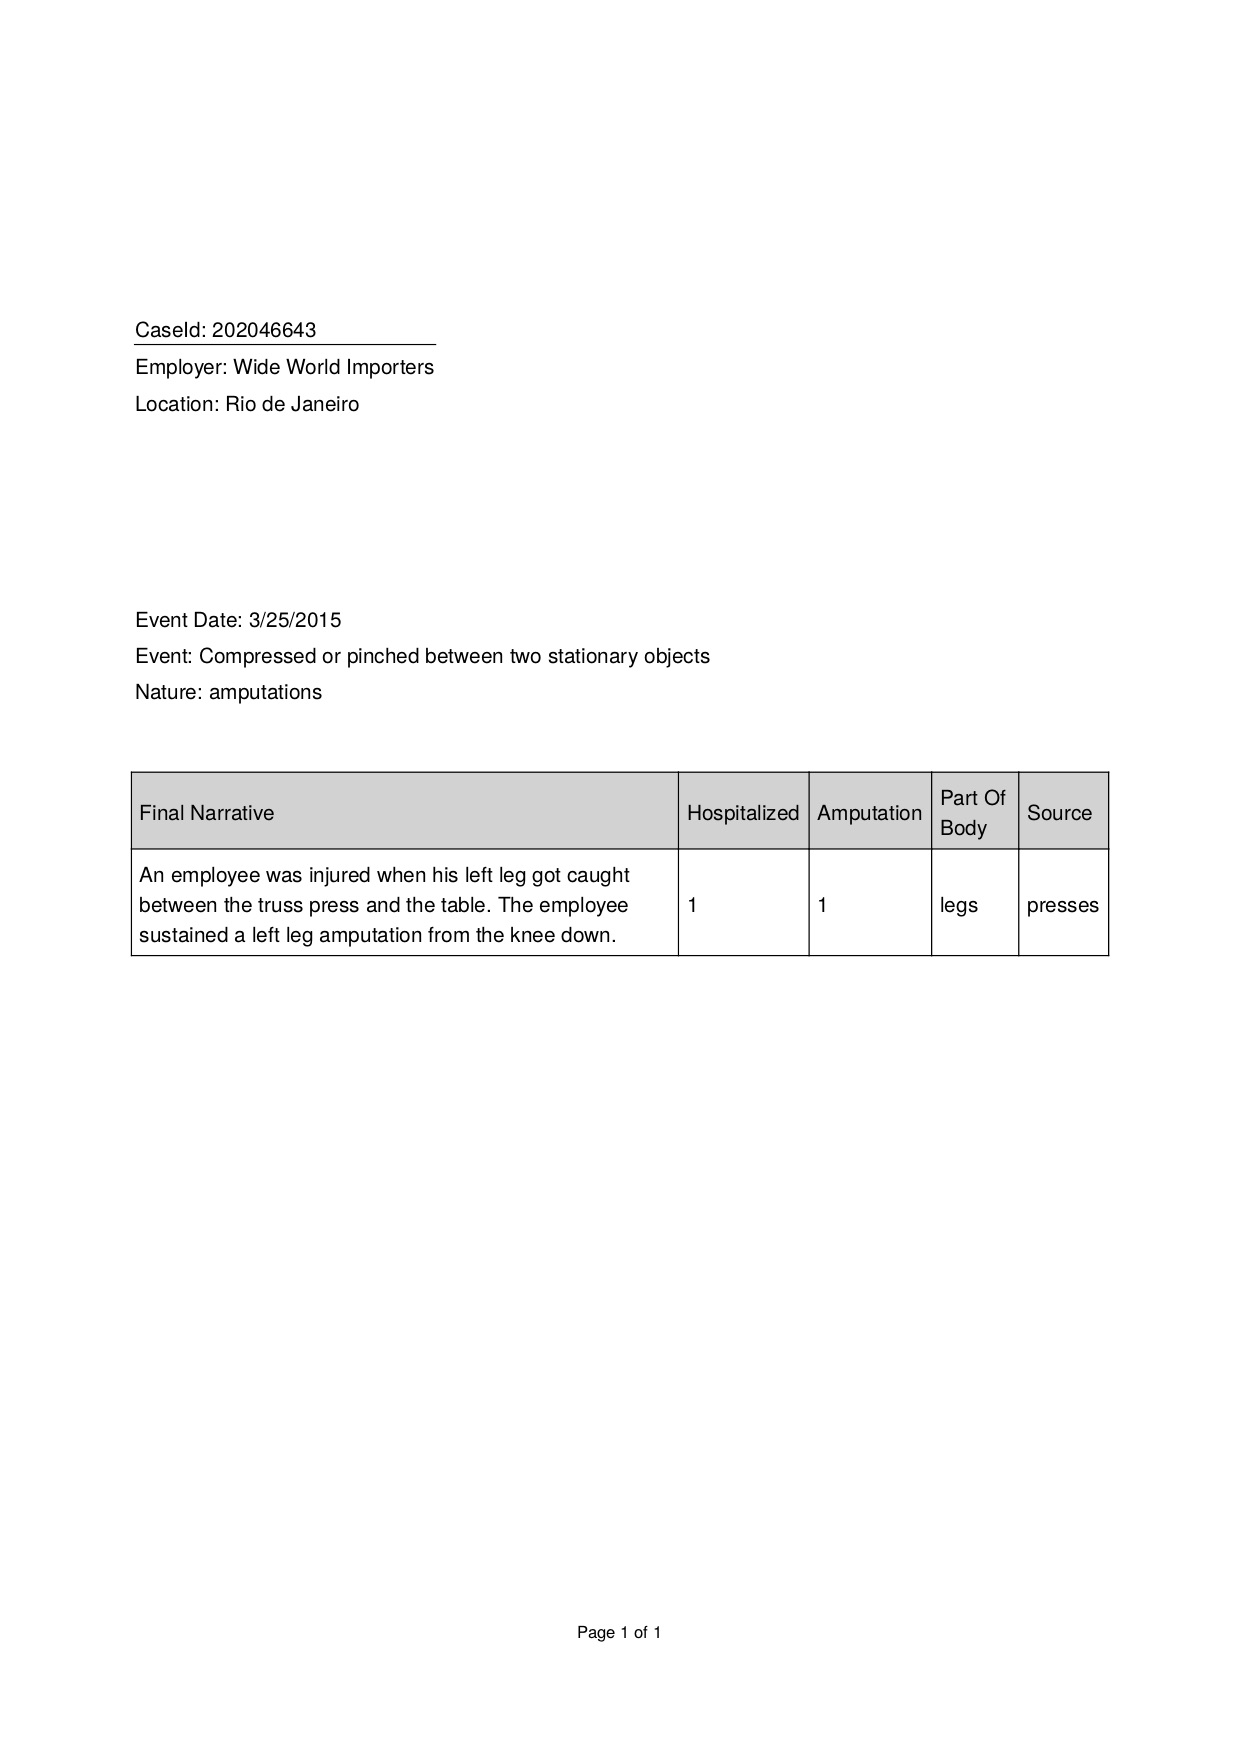 CaseId: 202046643
Employer: Wide World Importers
Location: Rio de Janeiro
Event Date: 3/25/2015
Event: Compressed or pinched between two stationary objects
Nature: amputations
Final Narrative Hospitalized Amputation Part Of Body Source
An employee was injured when his left leg got caught
between the truss press and the table. The employee
sustained a left leg amputation from the knee down.
1 1 legs presses
Page 1 of 1